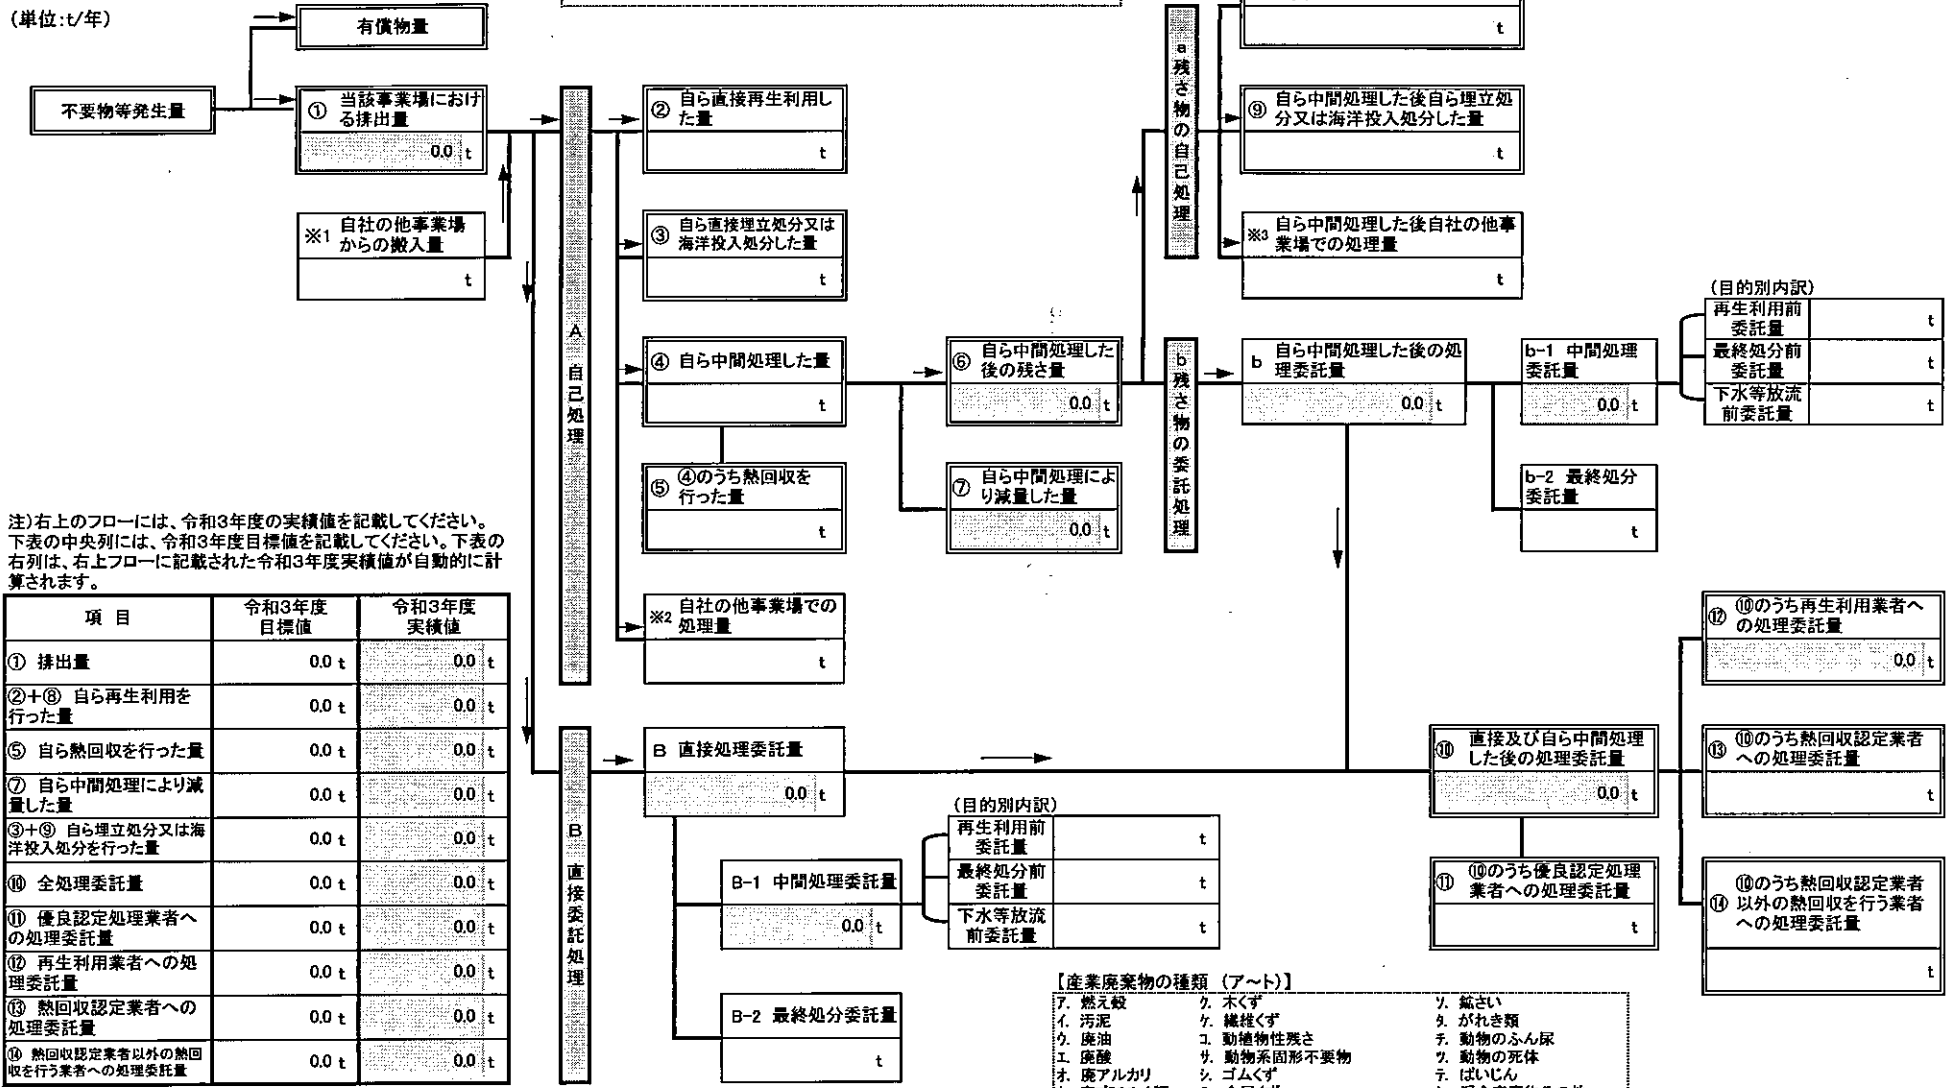 (単位:t/年)
有償物量
不要物等発生量
① 当該事業場におけ
る排出量
0.0 t
※1 自社の他事業場
からの搬入量
t
A 自己処理
② 自ら直接再生利用し
た量
t
③ 自ら直接埋立処分又は
海洋投入処分した量
t
④ 自ら中間処理した量
t
⑤ ④のうち熱回収を
行った量
t
※2 自社の他事業場での
処理量
t
⑥ 自ら中間処理した
後の残さ量
0.0 t
⑦ 自ら中間処理によ
り減量した量
0.0 t
a 残さ物の自己処理
t
⑨ 自ら中間処理した後自ら埋立処
分又は海洋投入処分した量
t
※3 自ら中間処理した後自社の他事
業場での処理量
t
b 残さ物の委託処理
b 自ら中間処理した後の処
理委託量
0.0 t
b-1 中間処理
委託量
0.0 t
(目的別内訳)
再生利用前
委託量
t
最終処分前
委託量
t
下水等放流
前委託量
t
b-2 最終処分
委託量
t
注)右上のフローには、令和3年度の実績値を記載してください。
下表の中央列には、令和3年度目標値を記載してください。下表の
右列は、右上フローに記載された令和3年度実績値が自動的に計
算されます。
項 目
令和3年度
目標値
令和3年度
実績値
① 排出量
0.0 t
0.0 t
②+⑧ 自ら再生利用を
行った量
0.0 t
0.0 t
⑤ 自ら熱回収を行った量
0.0 t
0.0 t
⑦ 自ら中間処理により減
量した量
0.0 t
0.0 t
③+⑨ 自ら埋立処分又は海
洋投入処分を行った量
0.0 t
0.0 t
⑩ 全処理委託量
0.0 t
0.0 t
⑪ 優良認定処理業者へ
の処理委託量
0.0 t
0.0 t
⑫ 再生利用業者への処
理委託量
0.0 t
0.0 t
⑬ 熱回収認定業者への
処理委託量
0.0 t
0.0 t
⑭ 熱回収認定業者以外の熱回
収を行う業者への処理委託量
0.0 t
0.0 t
B 直接委託処理
B 直接処理委託量
0.0 t
B-1 中間処理委託量
0.0 t
(目的別内訳)
再生利用前
委託量
t
最終処分前
委託量
t
下水等放流
前委託量
t
B-2 最終処分委託量
t
⑩ 直接及び自ら中間処理
した後の処理委託量
0.0 t
⑪ ⑩のうち優良認定処理
業者への処理委託量
t
⑫ ⑩のうち再生利用業者へ
の処理委託量
0.0 t
⑬ ⑩のうち熱回収認定業者
への処理委託量
t
⑭ ⑩のうち熱回収認定業者
以外の熱回収を行う業者
への処理委託量
t
【産業廃棄物の種類 (ア~ト)】
ア. 燃え殻
イ. 汚泥
ウ. 廃油
エ. 廃酸
オ. 廃アルカリ
ク. 木くず
ケ. 繊維くず
コ. 動植物性残さ
サ. 動物系固形不要物
シ. ゴムくず
ソ. 鉱さい
タ. がれき類
チ. 動物のふん尿
ツ. 動物の死体
テ. ばいじん